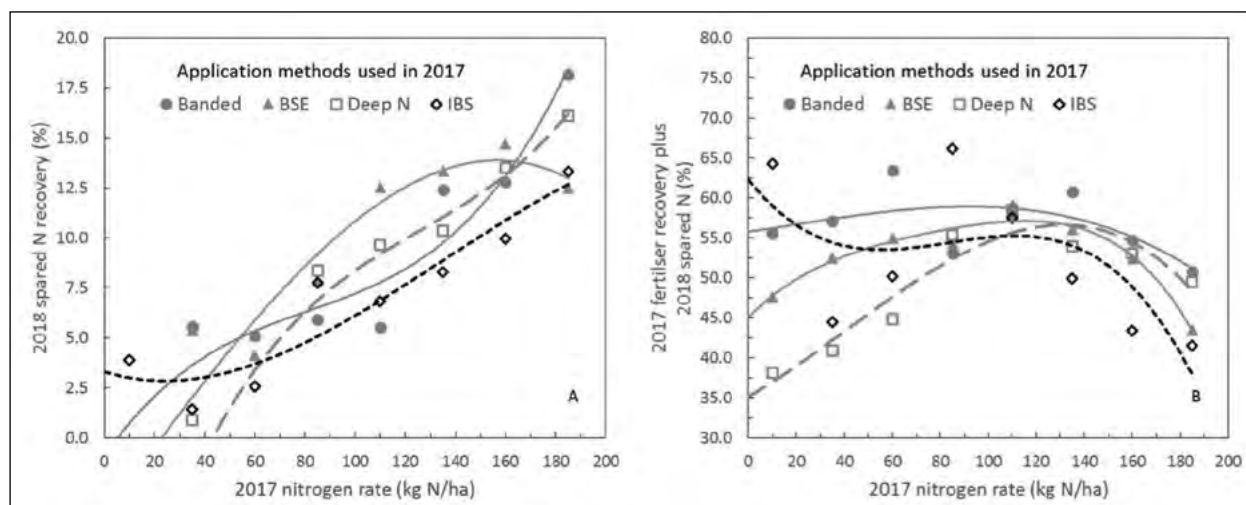 Application methods used in 2017
Banded BSE Deep N IBS
2018 spared N recovery (%)
20.0
17.5
15.0
12.5
10.0
7.5
5.0
2.5
0.0
A
0 20 40 60 80 100 120 140 160 180 200
2017 nitrogen rate (kg N/ha)
Application methods used in 2017
Banded BSE Deep N IBS
2017 fertilser recovery plus
2018 spared N (%)
80.0
75.0
70.0
65.0
60.0
55.0
50.0
45.0
40.0
35.0
30.0
B
0 20 40 60 80 100 120 140 160 180 200
2017 nitrogen rate (kg N/ha)